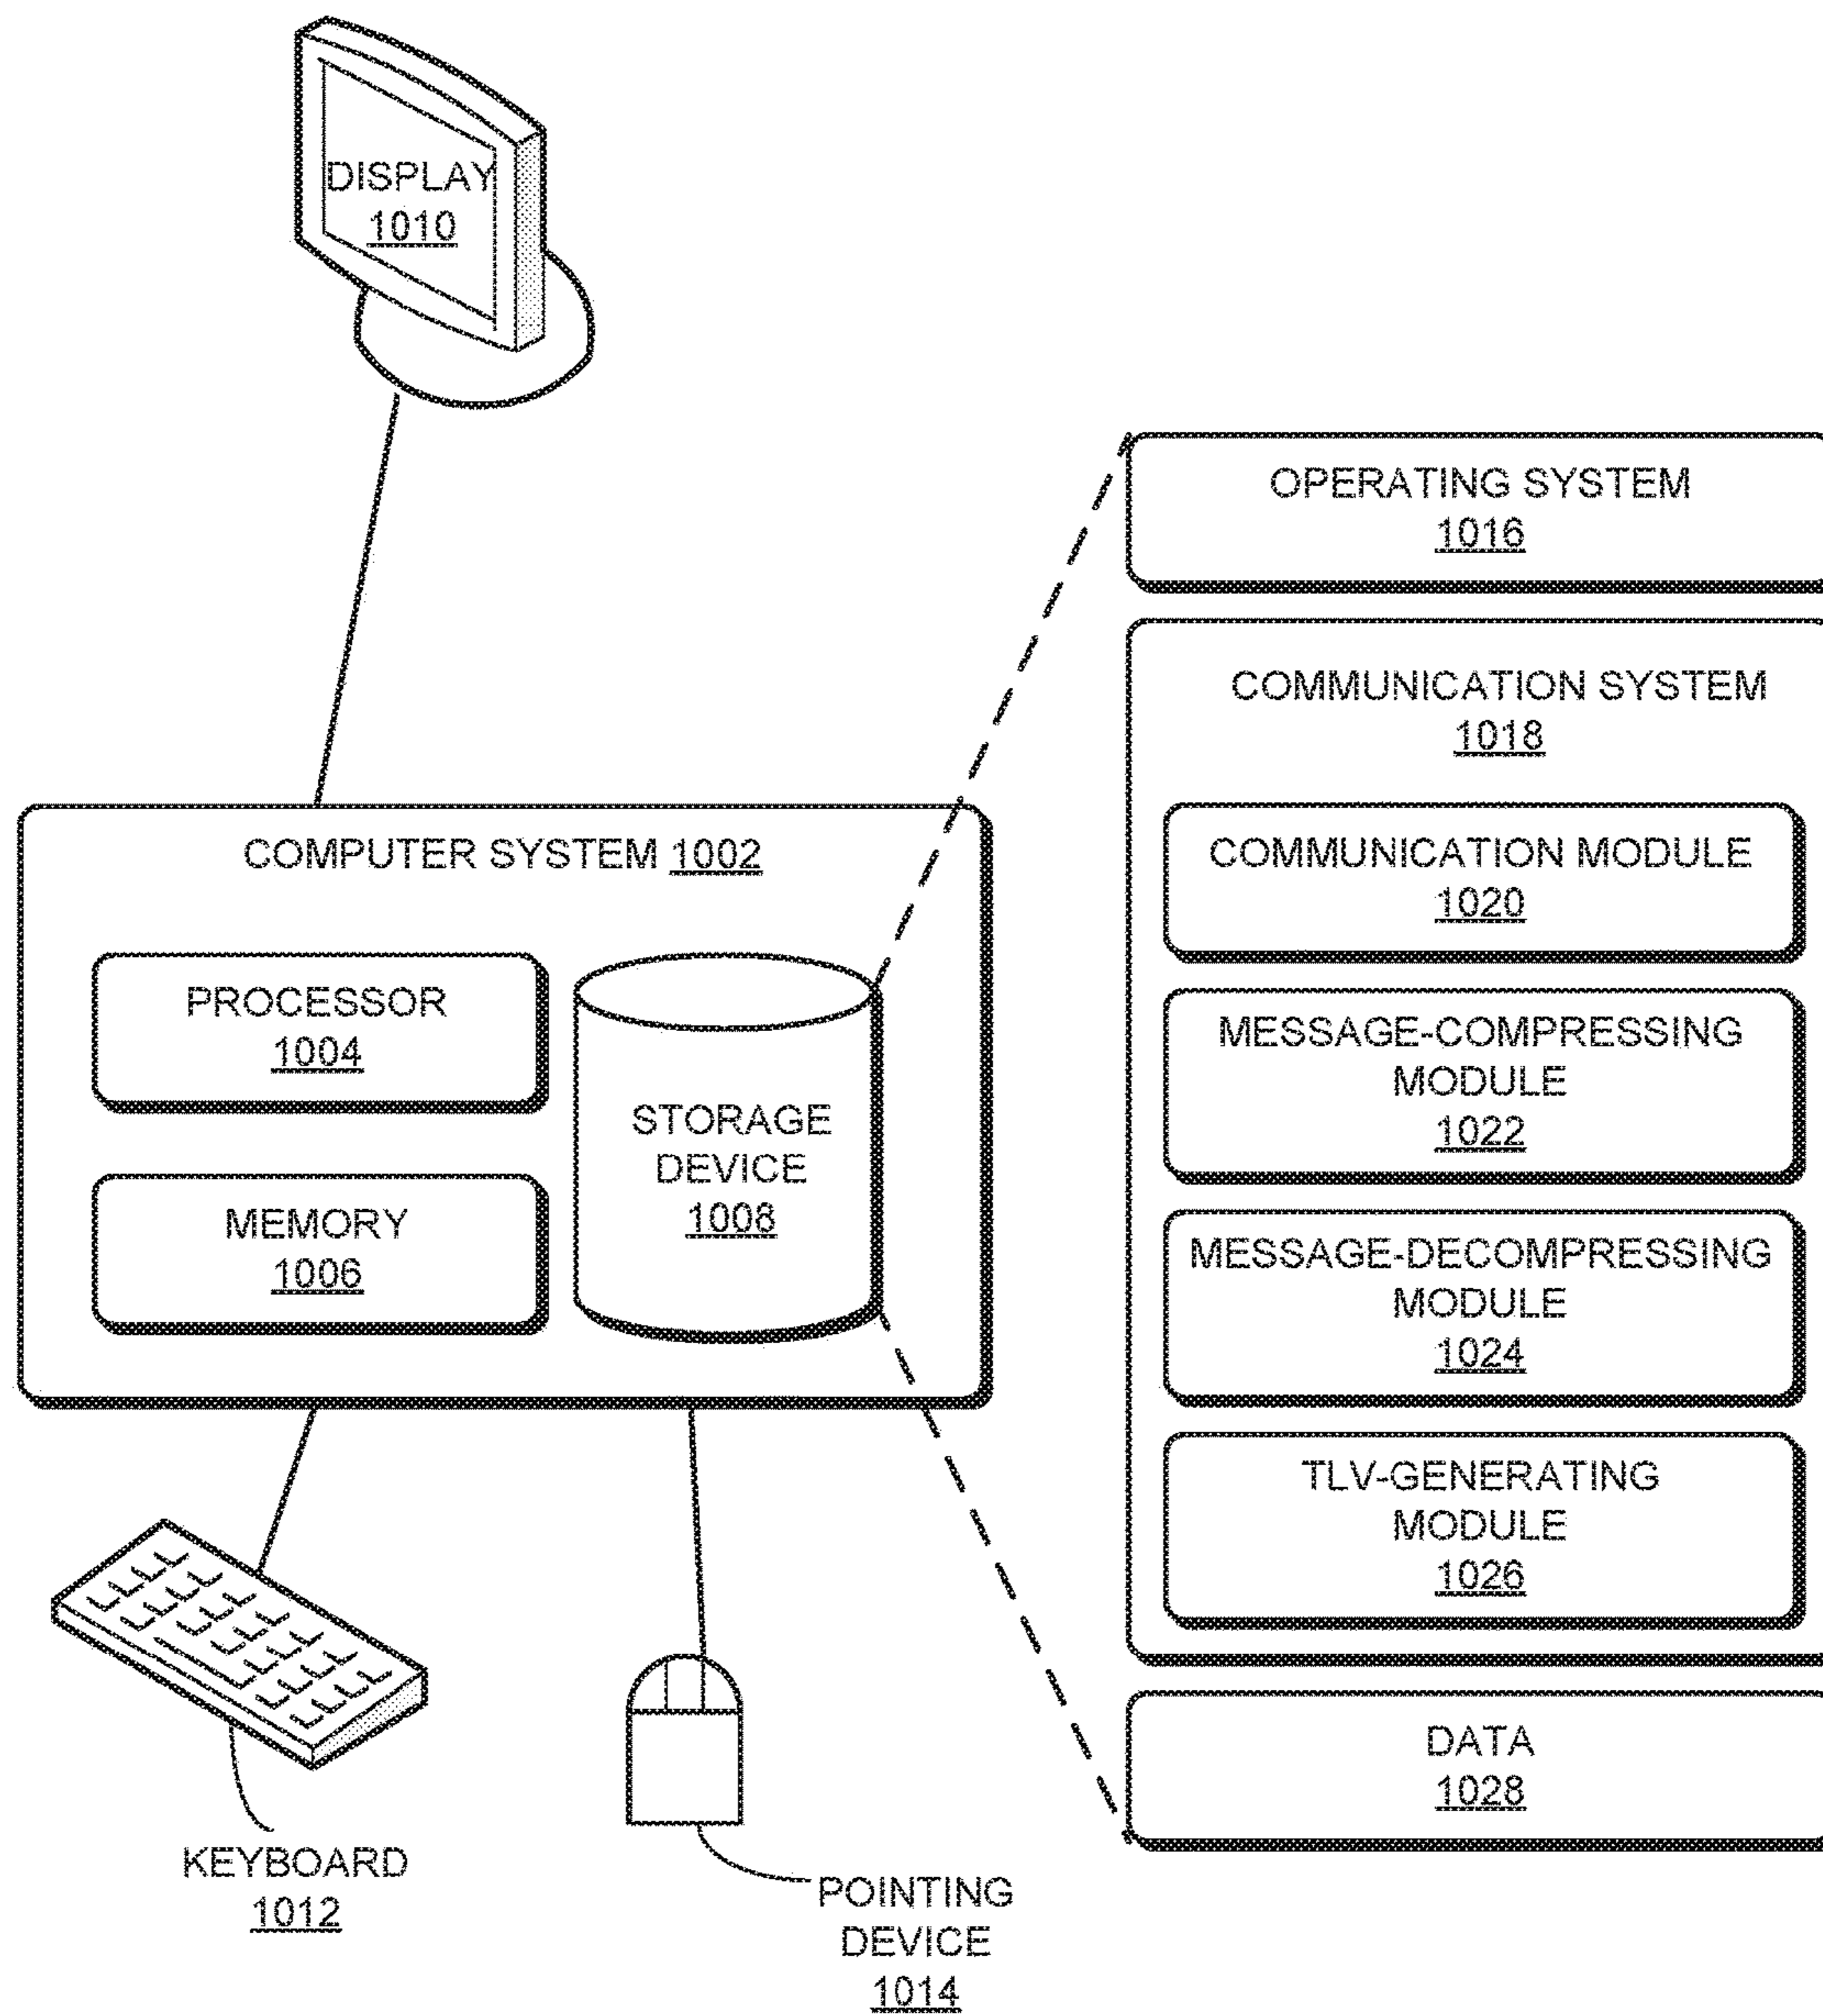 DISPLAY
1010
OPERATING SYSTEM
1016
COMMUNICATION SYSTEM
1018
COMPUTER SYSTEM 1002
COMMUNICATION MODULE
1020
PROCESSOR
1004
MESSAGE-COMPRESSING
MODULE
1022
STORAGE
DEVICE
1008
MEMORY
1006
MESSAGE-DECOMPRESSING
MODULE
1024
TLV-GENERATING
MODULE
1026
DATA
1028
KEYBOARD
1012
POINTING
DEVICE
1014